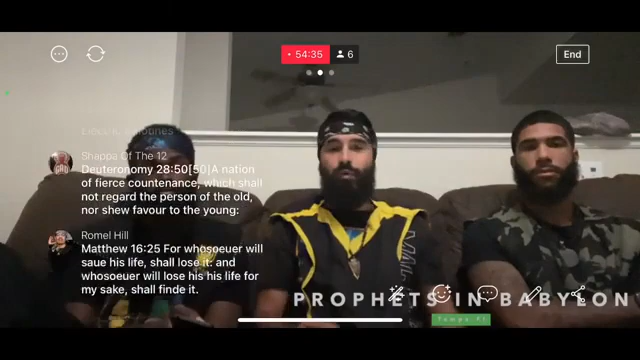 54:35
6
End
Shappa Of The 12
Deuteronomy 28:50[50]A nation
of fierce countenance, which shall
not regard the person of the old,
nor shew favour to the young:
Romel Hill
Matthew 16:25 For whosoeuer will
saue his life, shall lose it: and
whosoeuer will lose his his life for
my sake, shall finde it.
PROPHETS IN BABYLON
Tampa Fl